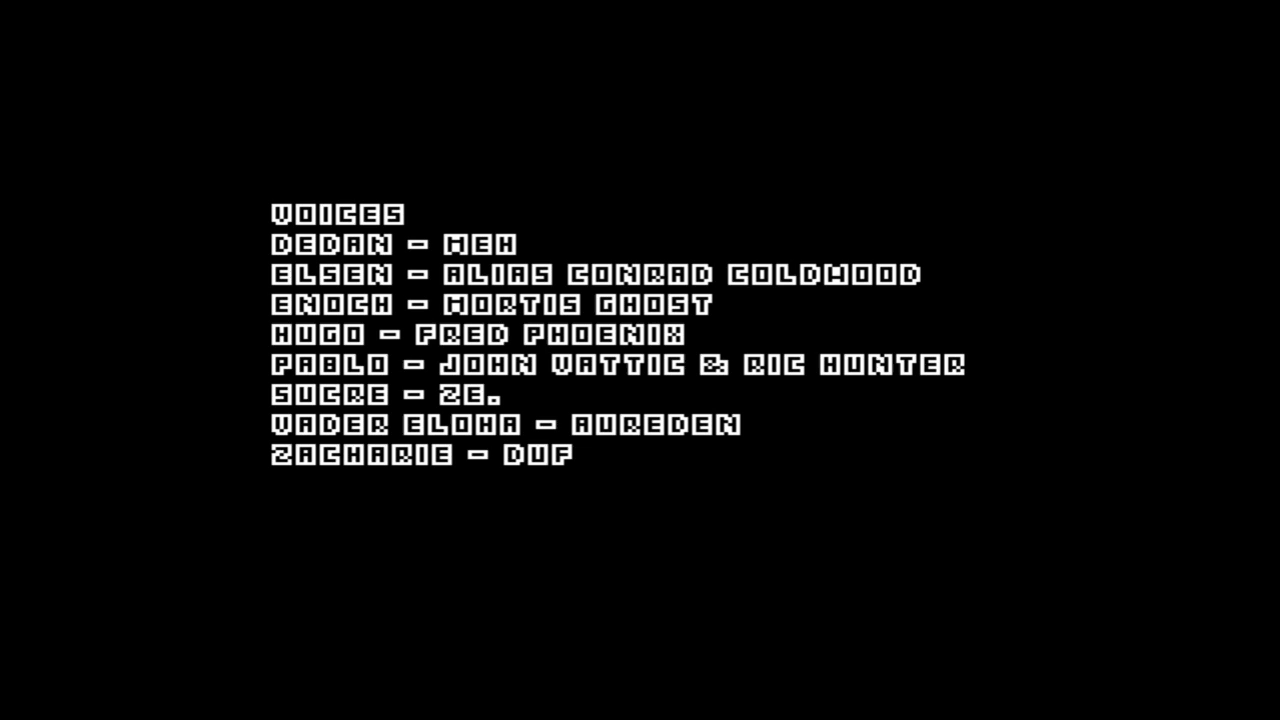 VOICES
DEDAN - MEH
ELSEN - ALIAS CONRAD COLDWOOD
ENOCH - MORTIS GHOST
HUGO - FRED PHOENIX
PABLO - JOHN VATTIC & RIC HUNTER
SUCRE - ZE.
VADER ELOHA - AUREDEN
ZACHARIE - DUF